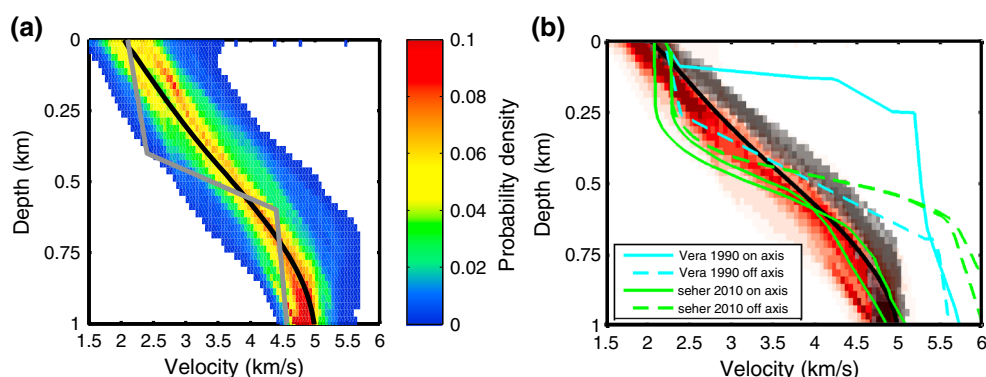 (a)
0
0.25
0.5
0.75
1
Depth (km)
1.5 2 2.5 3 3.5 4 4.5 5 5.5 6
Velocity (km/s)
0.1
0.08
0.06
0.04
0.02
0
Probability density
(b)
0
0.25
0.5
0.75
1
Depth (km)
Vera 1990 on axis
Vera 1990 off axis
seher 2010 on axis
seher 2010 off axis
1.5 2 2.5 3 3.5 4 4.5 5 5.5 6
Velocity (km/s)